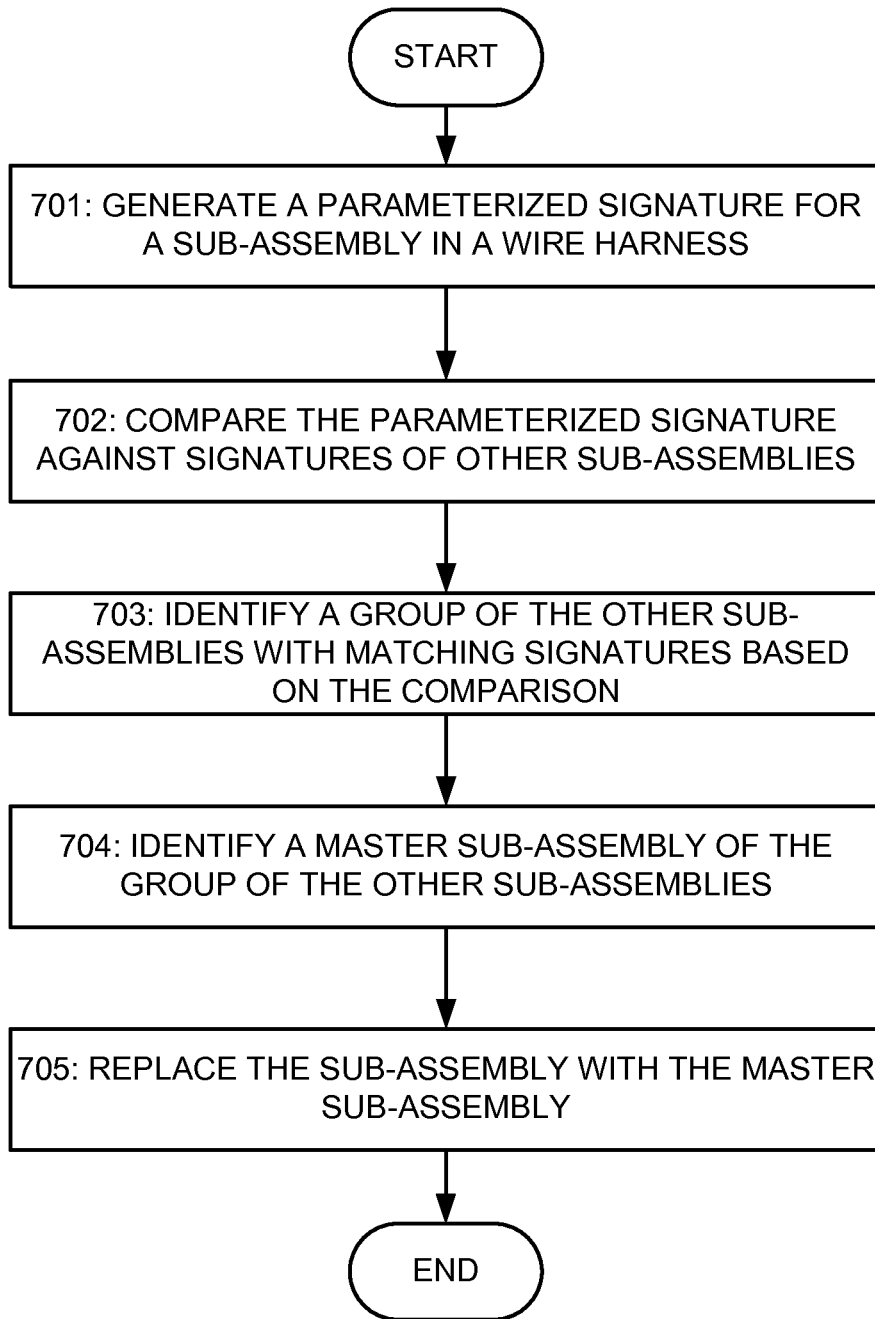 START
701: GENERATE A PARAMETERIZED SIGNATURE FOR
A SUB-ASSEMBLY IN A WIRE HARNESS
702: COMPARE THE PARAMETERIZED SIGNATURE
AGAINST SIGNATURES OF OTHER SUB-ASSEMBLIES
703: IDENTIFY A GROUP OF THE OTHER SUB-
ASSEMBLIES WITH MATCHING SIGNATURES BASED
ON THE COMPARISON
704: IDENTIFY A MASTER SUB-ASSEMBLY OF THE
GROUP OF THE OTHER SUB-ASSEMBLIES
705: REPLACE THE SUB-ASSEMBLY WITH THE MASTER
SUB-ASSEMBLY
END